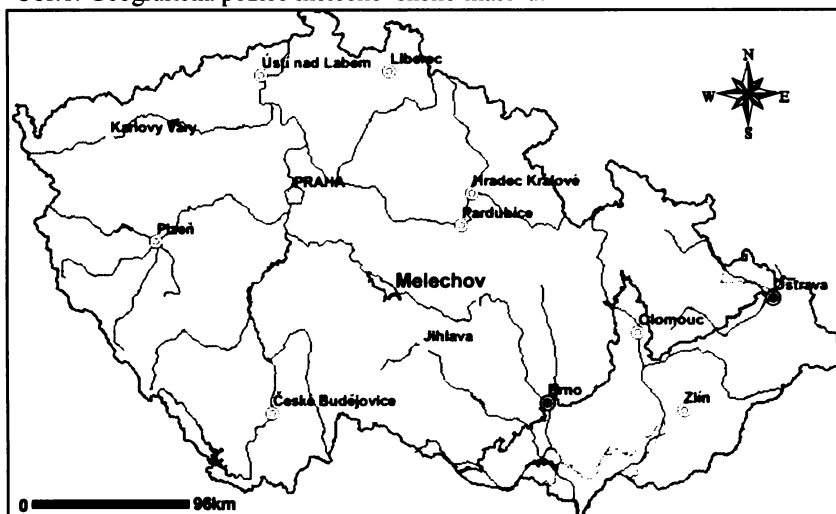 N
Ústí nad Labem
Liberec
W E
Karlovy Vary
S
PRAHA
Hradec Králové
Pardubice
Plzeň
Melechov
Ostrava
Olomouc
Jihlava
Brno
České Budějovice
Zlín
0 96km